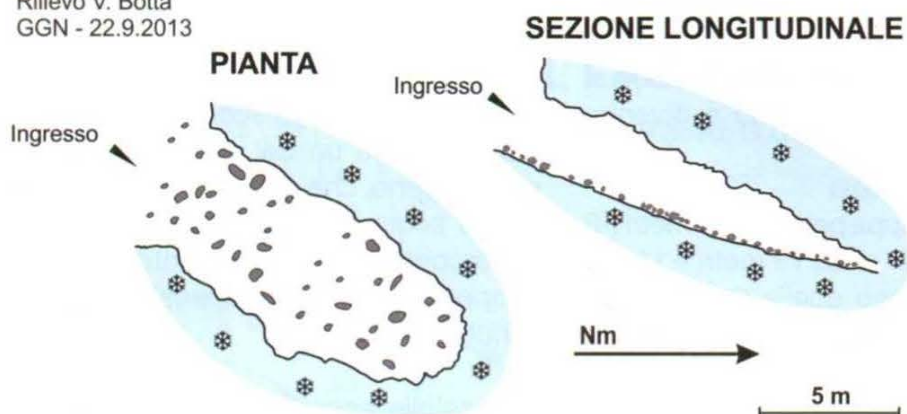 Rilievo V. Botta
GGN - 22.9.2013
PIANTA
Ingresso
SEZIONE LONGITUDINALE
Ingresso
Nm
5 m